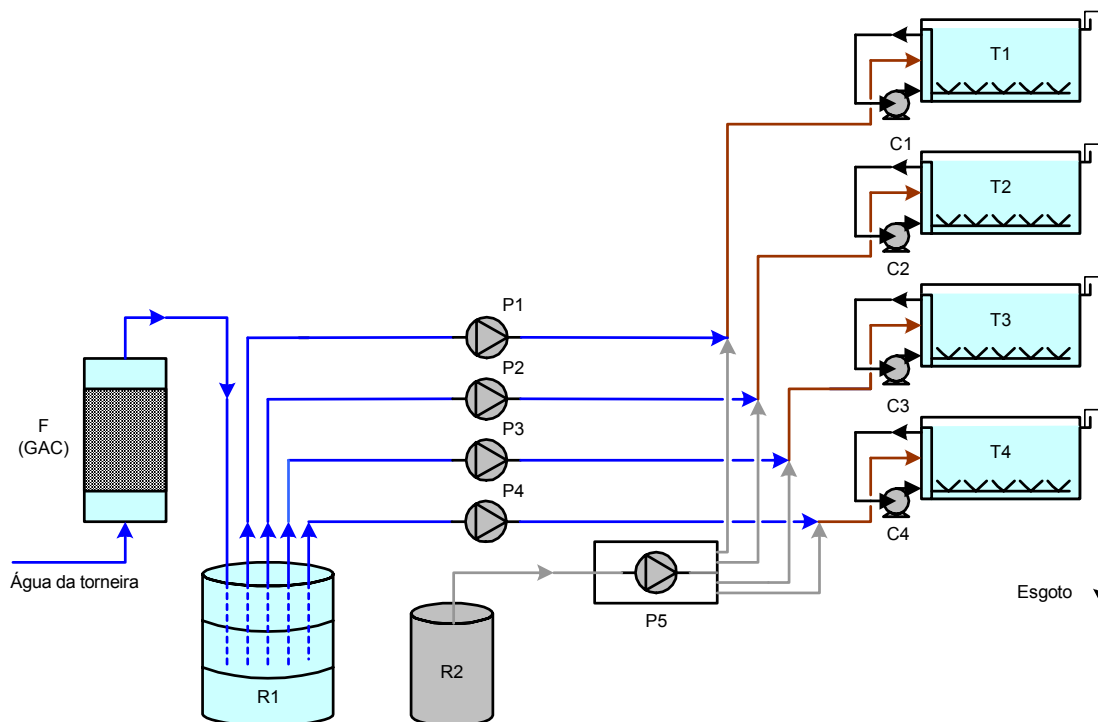 T1
C1
T2
C2
P1
T3
P2
C3
F
(GAC)
P3
T4
P4
C4
Água da torneira
P5
Esgoto
R2
R1